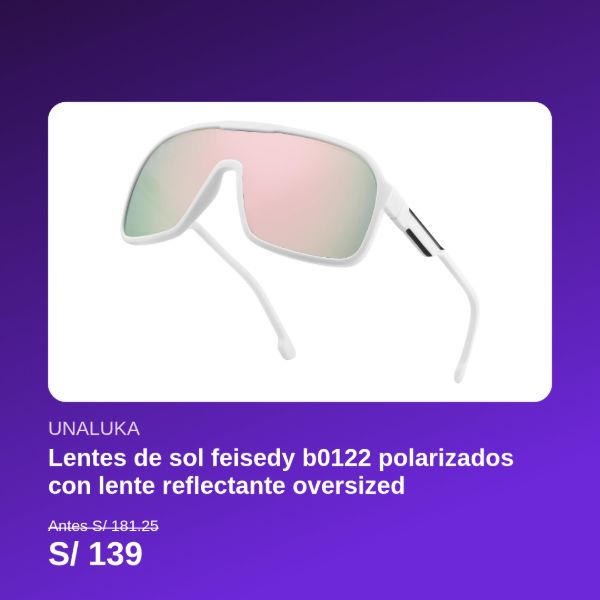 UNALUKA
Lentes de sol feisedy b0122 polarizados
con lente reflectante oversized
Antes S/ 181.25
S/ 139